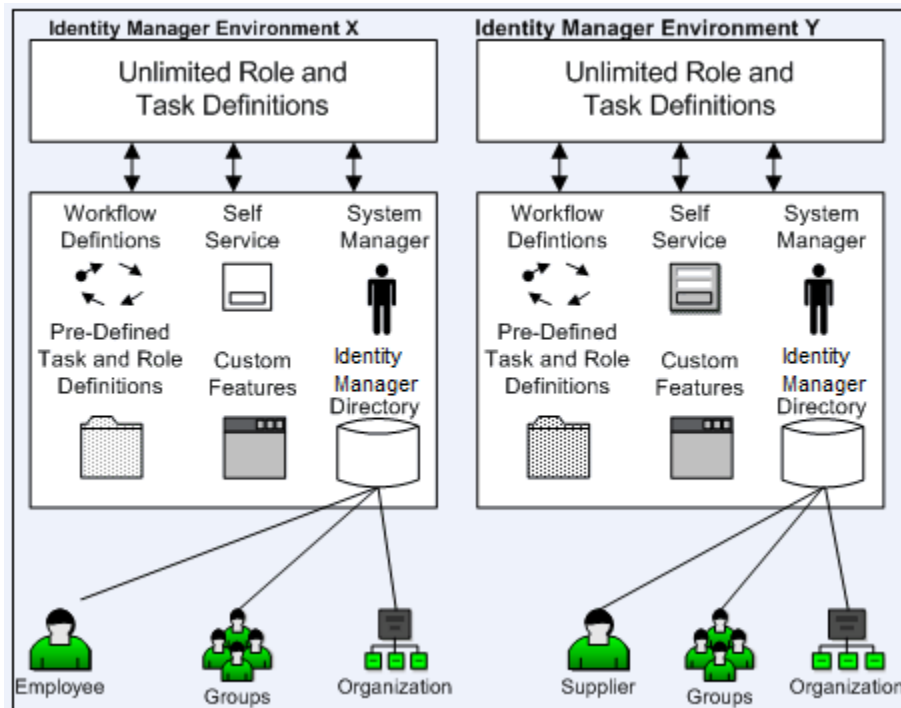 Identity Manager Environment X
Unlimited Role and
Task Definitions
Workflow
Defintions
Self
Service
System
Manager
Pre-Defined
Task and Role
Definitions
Custom
Features
Identity
Manager
Directory
Employee
Groups
Organization
Identity Manager Environment Y
Unlimited Role and
Task Definitions
Workflow
Defintions
Self
Service
System
Manager
Pre-Defined
Task and Role
Definitions
Custom
Features
Identity
Manager
Directory
Supplier
Groups
Organization